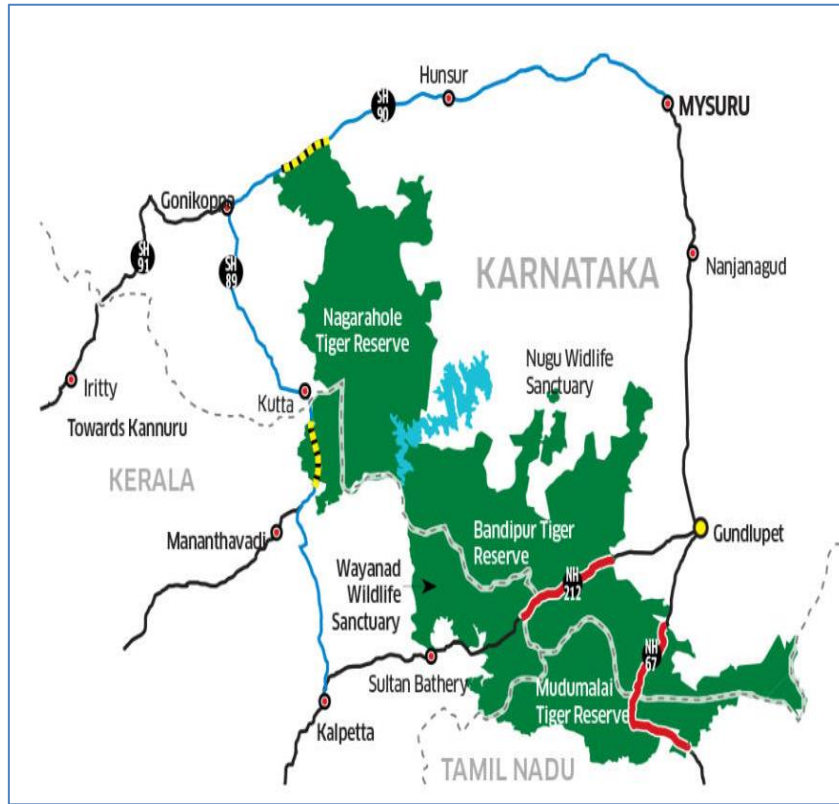 Hunsur
SH
90
MYSURU
Gonikoppa
SH
91
SH
89
KARNATAKA
Nanjanagud
Nagarahole
Tiger Reserve
Nugu Widlife
Sanctuary
Iritty
Kutta
Towards Kannuru
KERALA
Mananthavadi
Bandipur Tiger
Reserve
Gundlupet
Wayanad
Wildlife
Sanctuary
NH
212
NH
67
Sultan Bathery
Mudumalai
Tiger Reserve
Kalpetta
TAMIL NADU